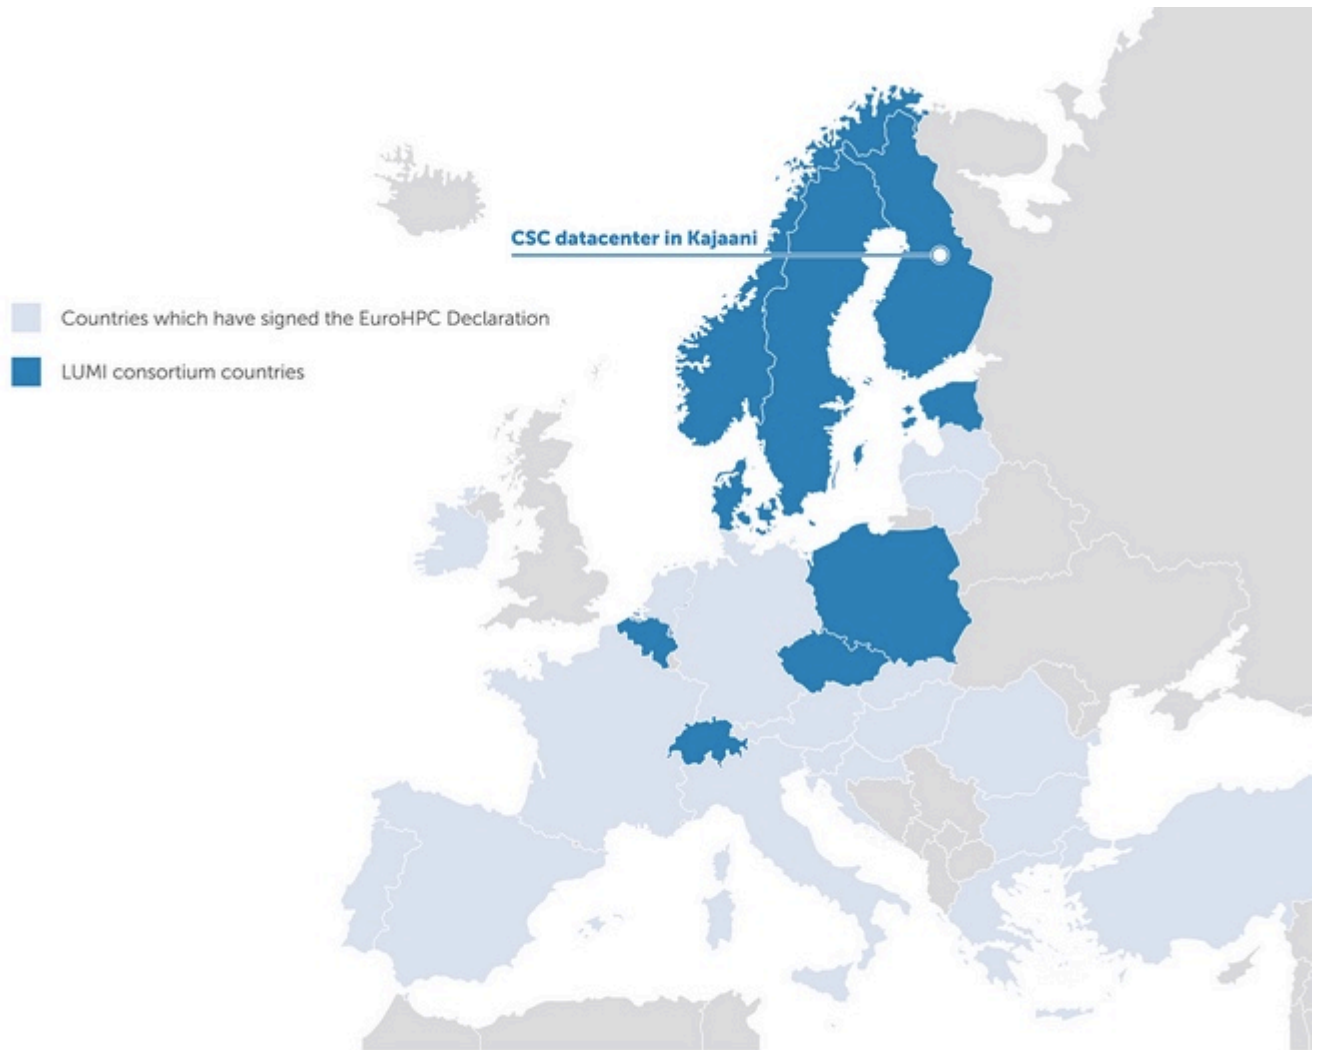 CSC datacenter in Kajaani
Countries which have signed the EuroHPC Declaration
LUMI consortium countries